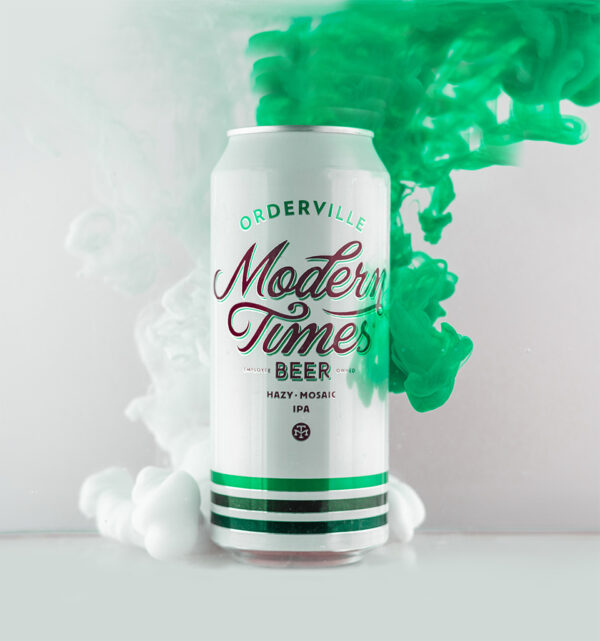 ORDERVILLE
Modern
Times
EMPLOYEE BEER OWNED
HAZY · MOSAIC
IPA